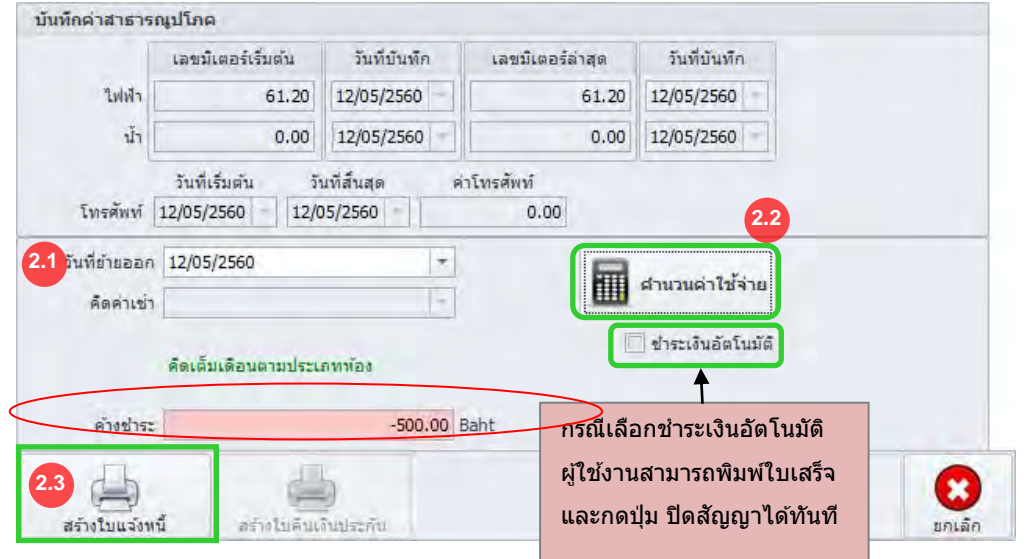 บันทึกค่าสาธารณูปโภค
เลขมิเตอร์เริ่มต้น วันที่บันทึก เลขมิเตอร์ล่าสุด วันที่บันทึก
ไฟฟ้า 61.20 12/05/2560 61.20 12/05/2560
น้ำ 0.00 12/05/2560 0.00 12/05/2560
วันที่เริ่มต้น วันที่สิ้นสุด ค่าโทรศัพท์
โทรศัพท์ 12/05/2560 12/05/2560 0.00
2.2
2.1 วันที่ย้ายออก 12/05/2560
คำนวนค่าใช้จ่าย
คิดค่าเช่า
ชำระเงินอัตโนมัติ
คิดเต็มเดือนตามประเภทห้อง
ค้างชำระ -500.00 Baht
กรณีเลือกชำระเงินอัตโนมัติ
ผู้ใช้งานสามารถพิมพ์ใบเสร็จ
และกดปุ่ม ปิดสัญญาได้ทันที
2.3
สร้างใบแจ้งหนี้ สร้างใบคืนเงินประกัน ยกเลิก